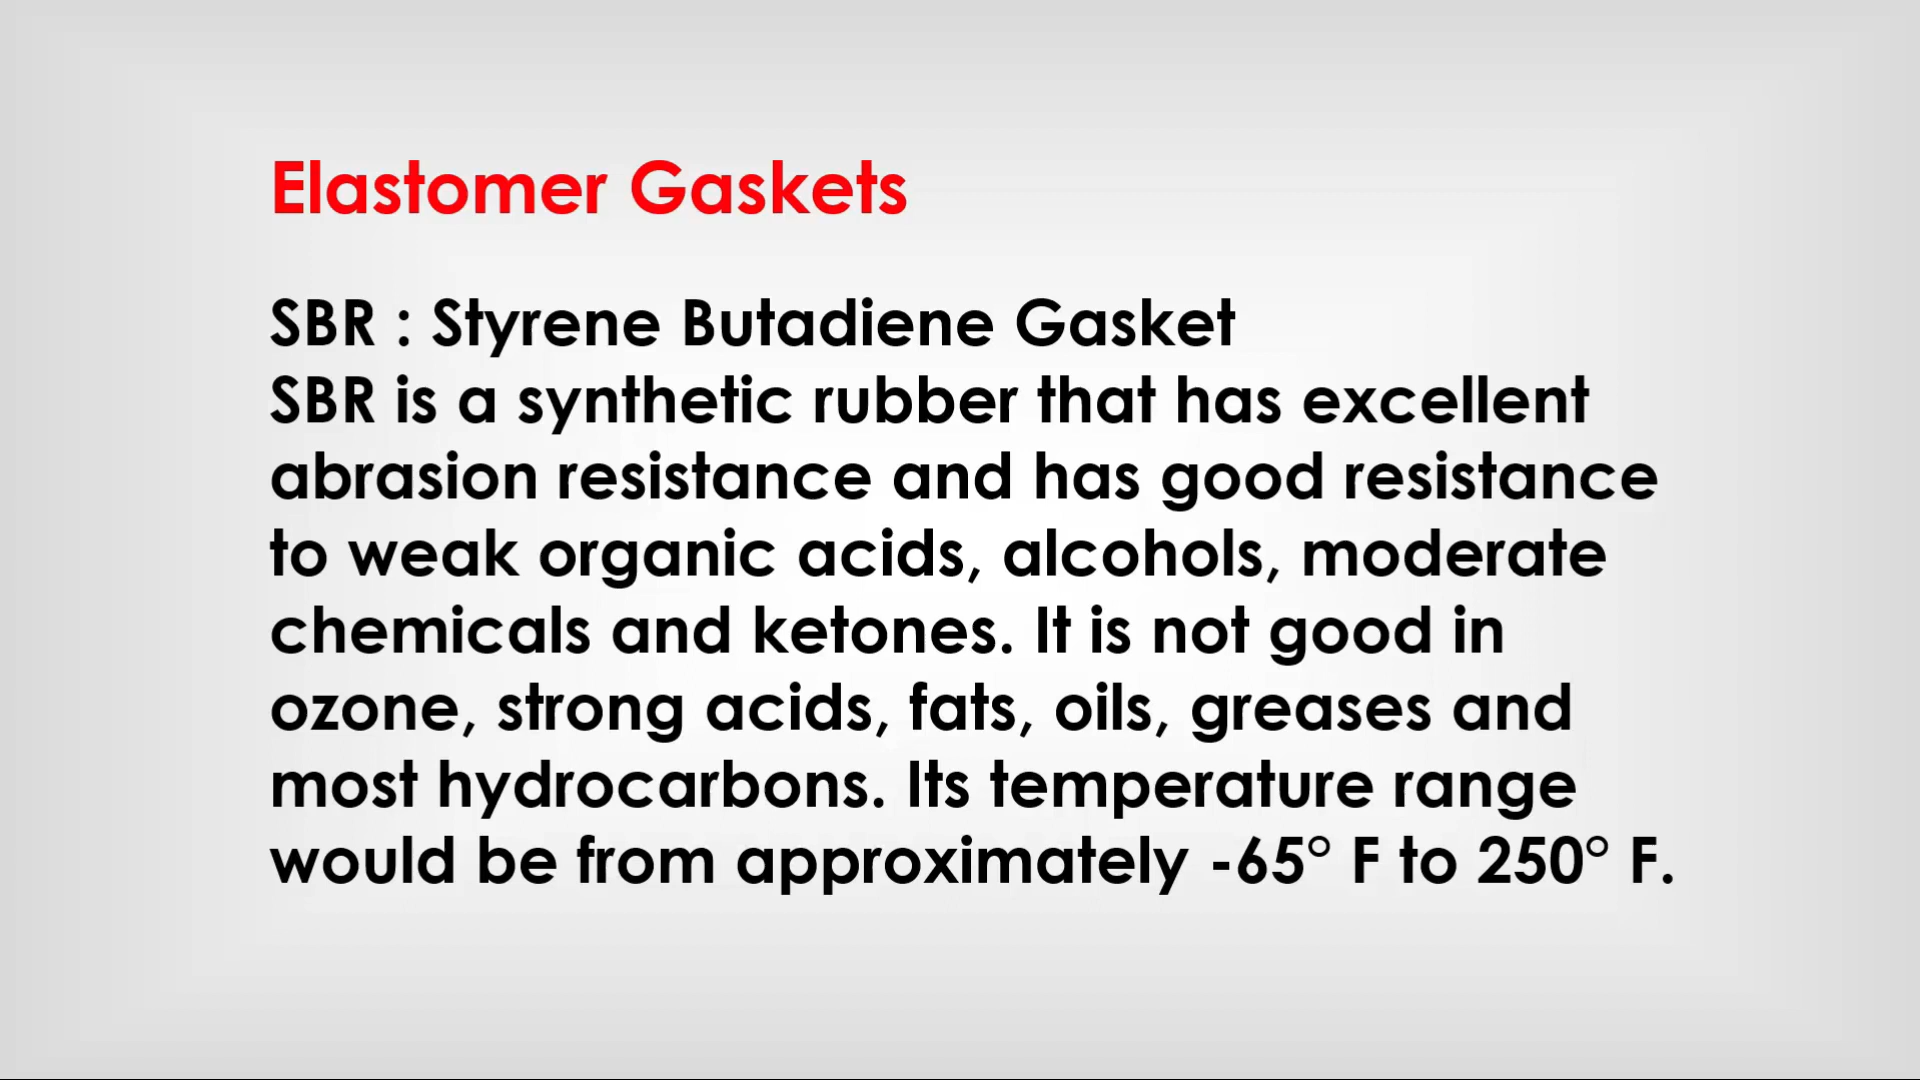 Elastomer Gaskets
SBR : Styrene Butadiene Gasket
SBR is a synthetic rubber that has excellent
abrasion resistance and has good resistance
to weak organic acids, alcohols, moderate
chemicals and ketones. It is not good in
ozone, strong acids, fats, oils, greases and
most hydrocarbons. Its temperature range
would be from approximately -65° F to 250° F.